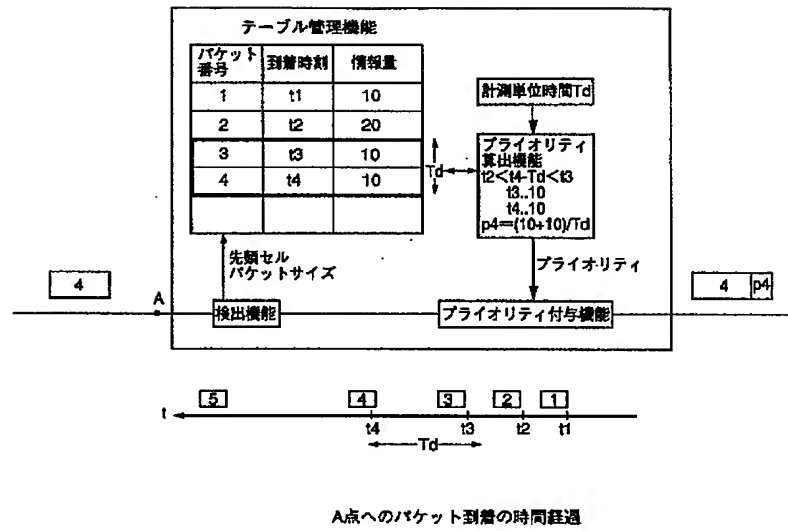 テーブル管理機能
パケット
番号
到着時刻
情報量
1 t1 10
2 t2 20
3 t3 10
4 t4 10
Td
計測単位時間Td
プライオリティ
算出機能
t2<t4-Td<t3
t3..10
t4..10
p4=(10+10)/Td
先頭セル
パケットサイズ
プライオリティ
4
A
検出機能
プライオリティ付与機能
4 p4
5 4 3 2 1
t
t4 t3 t2 t1
Td
A点へのパケット到着の時間経過